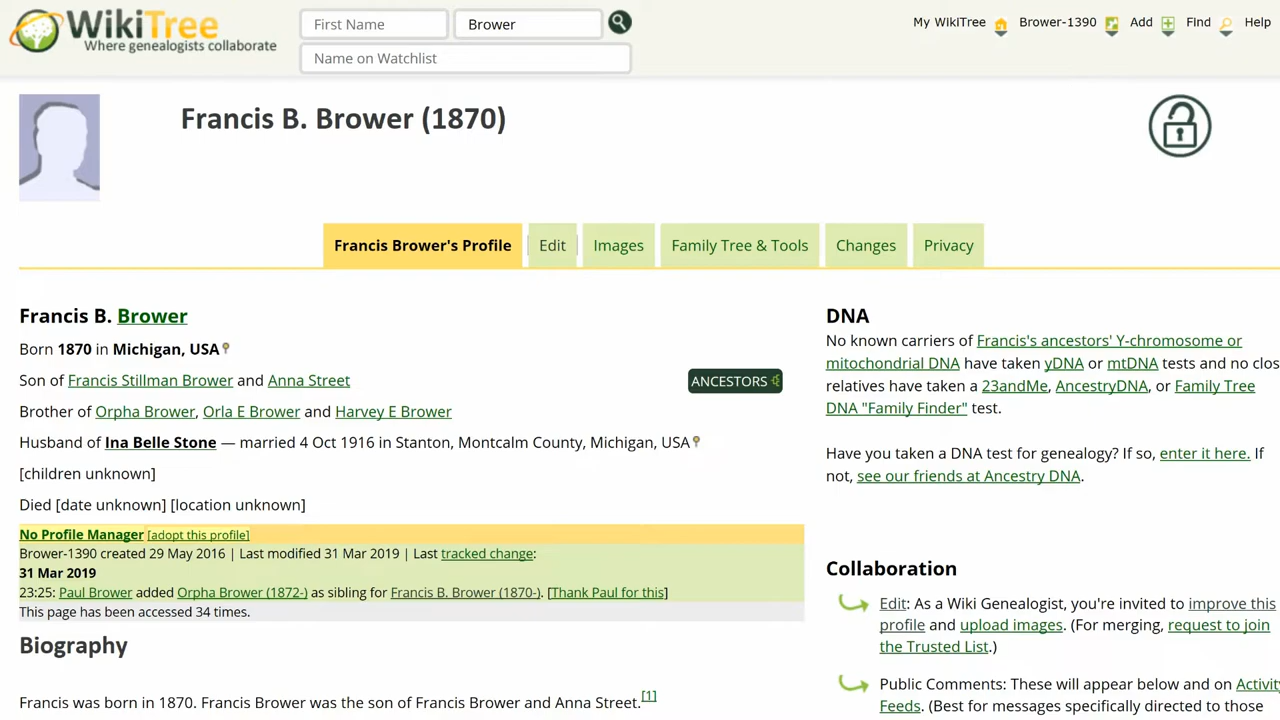 WikiTree
Where genealogists collaborate
First Name
Brower
Name on Watchlist
My WikiTree Brower-1390 Add Find Help
Francis B. Brower (1870)
Francis Brower's Profile Edit Images Family Tree & Tools Changes Privacy
Francis B. Brower
Born 1870 in Michigan, USA
Son of Francis Stillman Brower and Anna Street
ANCESTORS
Brother of Orpha Brower, Orla E Brower and Harvey E Brower
Husband of Ina Belle Stone — married 4 Oct 1916 in Stanton, Montcalm County, Michigan, USA
[children unknown]
Died [date unknown] [location unknown]
No Profile Manager [adopt this profile]
Brower-1390 created 29 May 2016 | Last modified 31 Mar 2019 | Last tracked change:
31 Mar 2019
23:25: Paul Brower added Orpha Brower (1872-) as sibling for Francis B. Brower (1870-). [Thank Paul for this]
This page has been accessed 34 times.
Biography
Francis was born in 1870. Francis Brower was the son of Francis Brower and Anna Street.[1]
DNA
No known carriers of Francis's ancestors' Y-chromosome or
mitochondrial DNA have taken yDNA or mtDNA tests and no clos
relatives have taken a 23andMe, AncestryDNA, or Family Tree
DNA "Family Finder" test.
Have you taken a DNA test for genealogy? If so, enter it here. If
not, see our friends at Ancestry DNA.
Collaboration
Edit: As a Wiki Genealogist, you're invited to improve this
profile and upload images. (For merging, request to join
the Trusted List.)
Public Comments: These will appear below and on Activit
Feeds. (Best for messages specifically directed to those